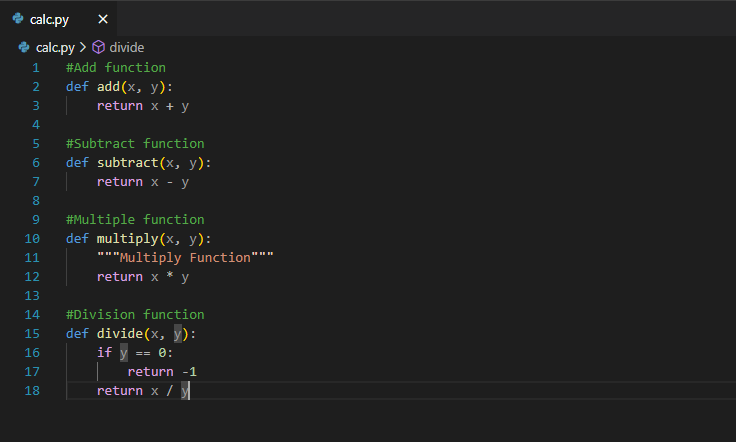 calc.py
calc.py > divide
1 #Add function
2 def add(x, y):
3     return x + y
4
5 #Subtract function
6 def subtract(x, y):
7     return x - y
8
9 #Multiple function
10 def multiply(x, y):
11     """Multiply Function"""
12     return x * y
13
14 #Division function
15 def divide(x, y):
16     if y == 0:
17         return -1
18     return x / y